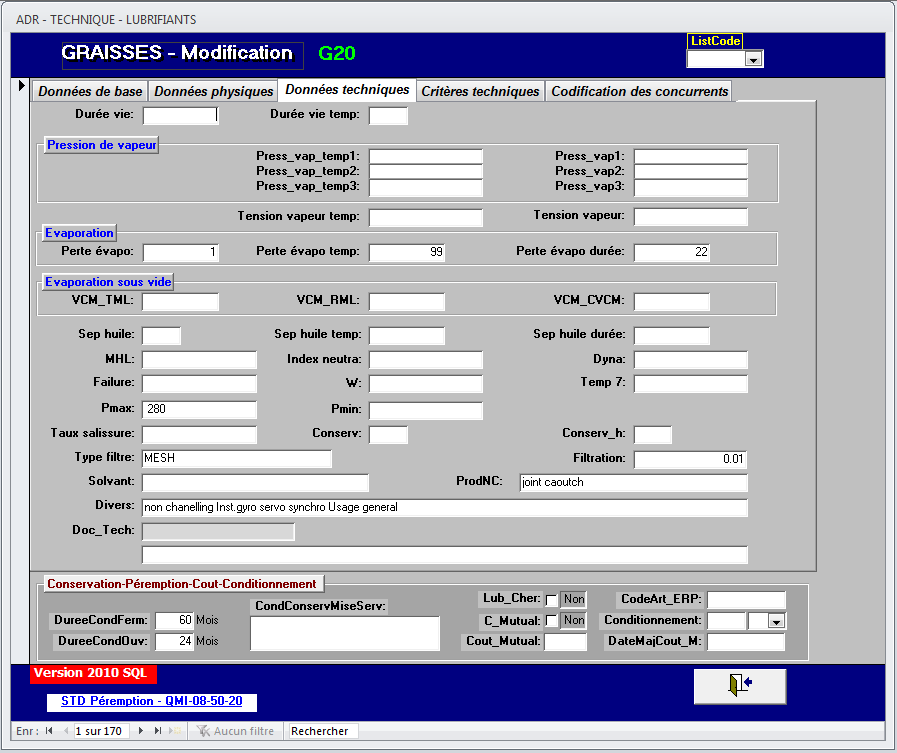 ADR - TECHNIQUE - LUBRIFIANTS
GRAISSES - Modification G20 ListCode
Données de base Données physiques Données techniques Critères techniques Codification des concurrents
Durée vie: Durée vie temp:
Pression de vapeur
Press_vap_temp1: Press_vap1:
Press_vap_temp2: Press_vap2:
Press_vap_temp3: Press_vap3:
Tension vapeur temp: Tension vapeur:
Evaporation
Perte évapo: 1 Perte évapo temp: 99 Perte évapo durée: 22
Evaporation sous vide
VCM_TML: VCM_RML: VCM_CVCM:
Sep huile: Sep huile temp: Sep huile durée:
MHL: Index neutra: Dyna:
Failure: W: Temp 7:
Pmax: 280 Pmin:
Taux salissure: Conserv: Conserv_h:
Type filtre: MESH Filtration: 0.01
Solvant: ProdNC: joint caoutch
Divers: non chanelling Inst.gyro servo synchro Usage general
Doc_Tech:
Conservation-Péremption-Cout-Conditionnement
CondConservMiseServ: Lub_Cher: Non CodeArt_ERP:
DureeCondFerm: 60 Mois C_Mutual: Non Conditionnement:
DureeCondOuv: 24 Mois Cout_Mutual: DateMajCout_M:
Version 2010 SQL
STD Péremption - QMI-08-50-20
Enr: 1 sur 170 Aucun filtre Rechercher